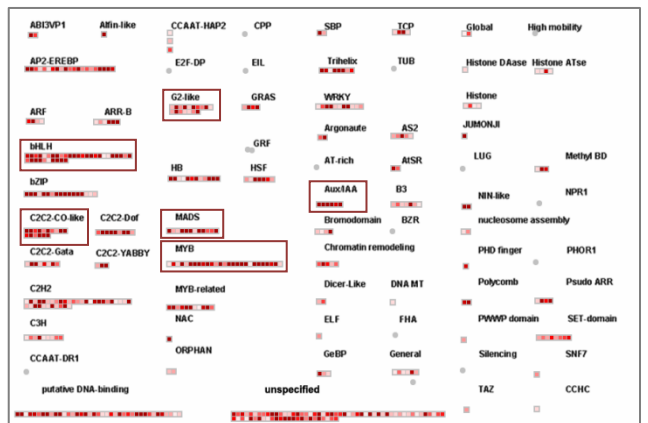 ABI3VP1 Alfin-like CCAAT-HAP2 CPP SBP TCP Global High mobility
AP2-EREBP E2F-DP EIL Trihelix TUB Histone DAase Histone ATse
ARF ARR-B G2-like GRAS WRKY Histone
Argonaute AS2 JUMONJI
bHLH GRF
HB HSF AT-rich AtSR LUG Methyl BD
bZIP Aux/IAA B3 NIN-like NPR1
C2C2-CO-like C2C2-Dof MADS Bromodomain BZR nucleosome assembly
C2C2-Gata C2C2-YABBY MYB Chromatin remodeling PHD finger PHOR1
C2H2 MYB-related Dicer-Like DNA MT Polycomb Psudo ARR
C3H NAC ELF FHA PWWP domain SET-domain
CCAAT-DR1 ORPHAN GeBP General Silencing SNF7
putative DNA-binding unspecified TAZ CCHC